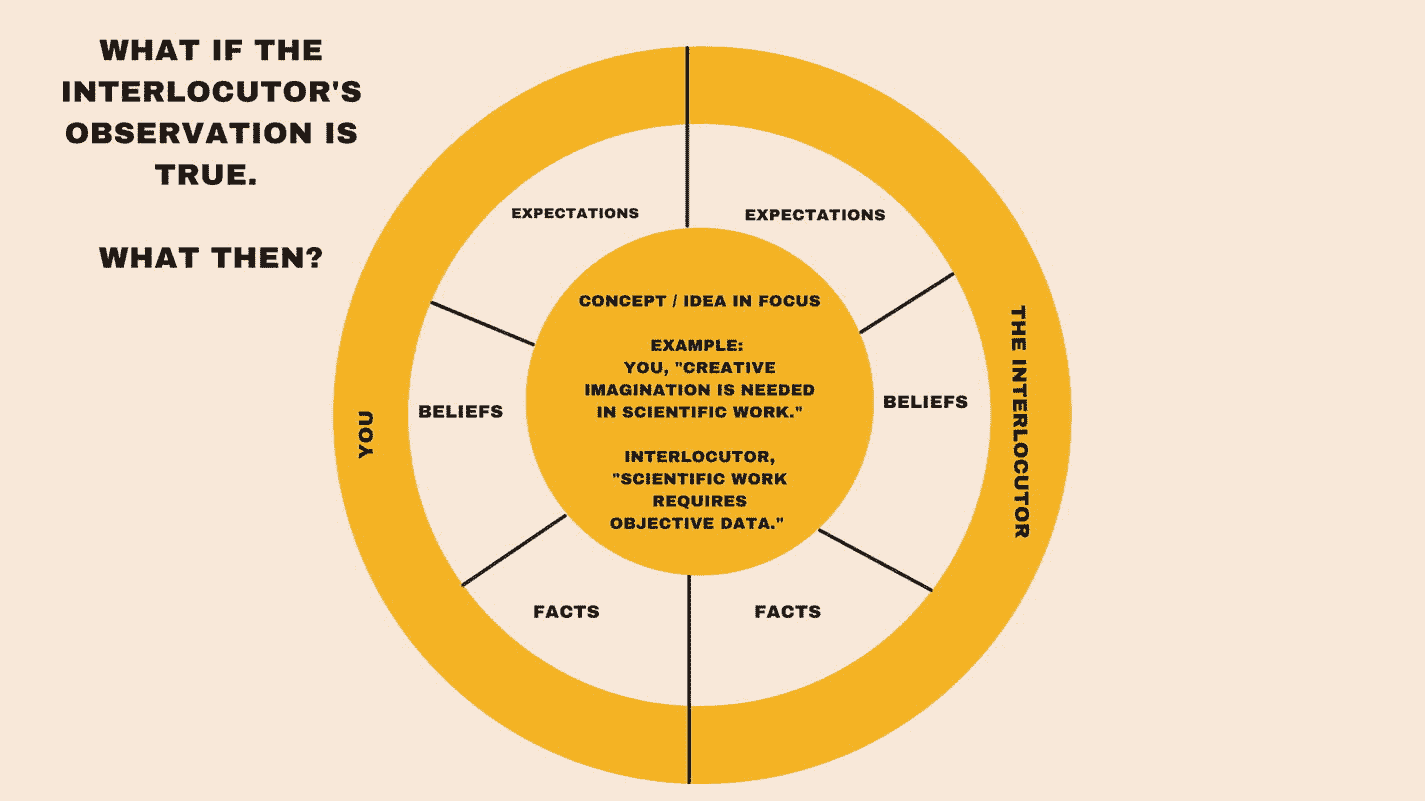 WHAT IF THE
INTERLOCUTOR'S
OBSERVATION IS
TRUE.
WHAT THEN?
EXPECTATIONS
EXPECTATIONS
CONCEPT / IDEA IN FOCUS
EXAMPLE:
YOU, "CREATIVE
IMAGINATION IS NEEDED
IN SCIENTIFIC WORK."
INTERLOCUTOR,
"SCIENTIFIC WORK
REQUIRES
OBJECTIVE DATA."
YOU
BELIEFS
BELIEFS
THE INTERLOCUTOR
FACTS
FACTS